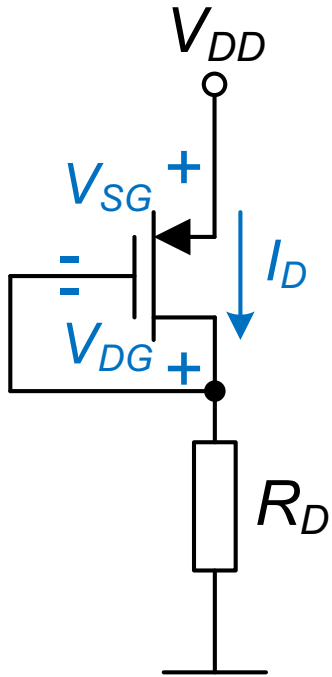 V_DD
+
V_SG
I_D
-
-
V_DG
+
R_D